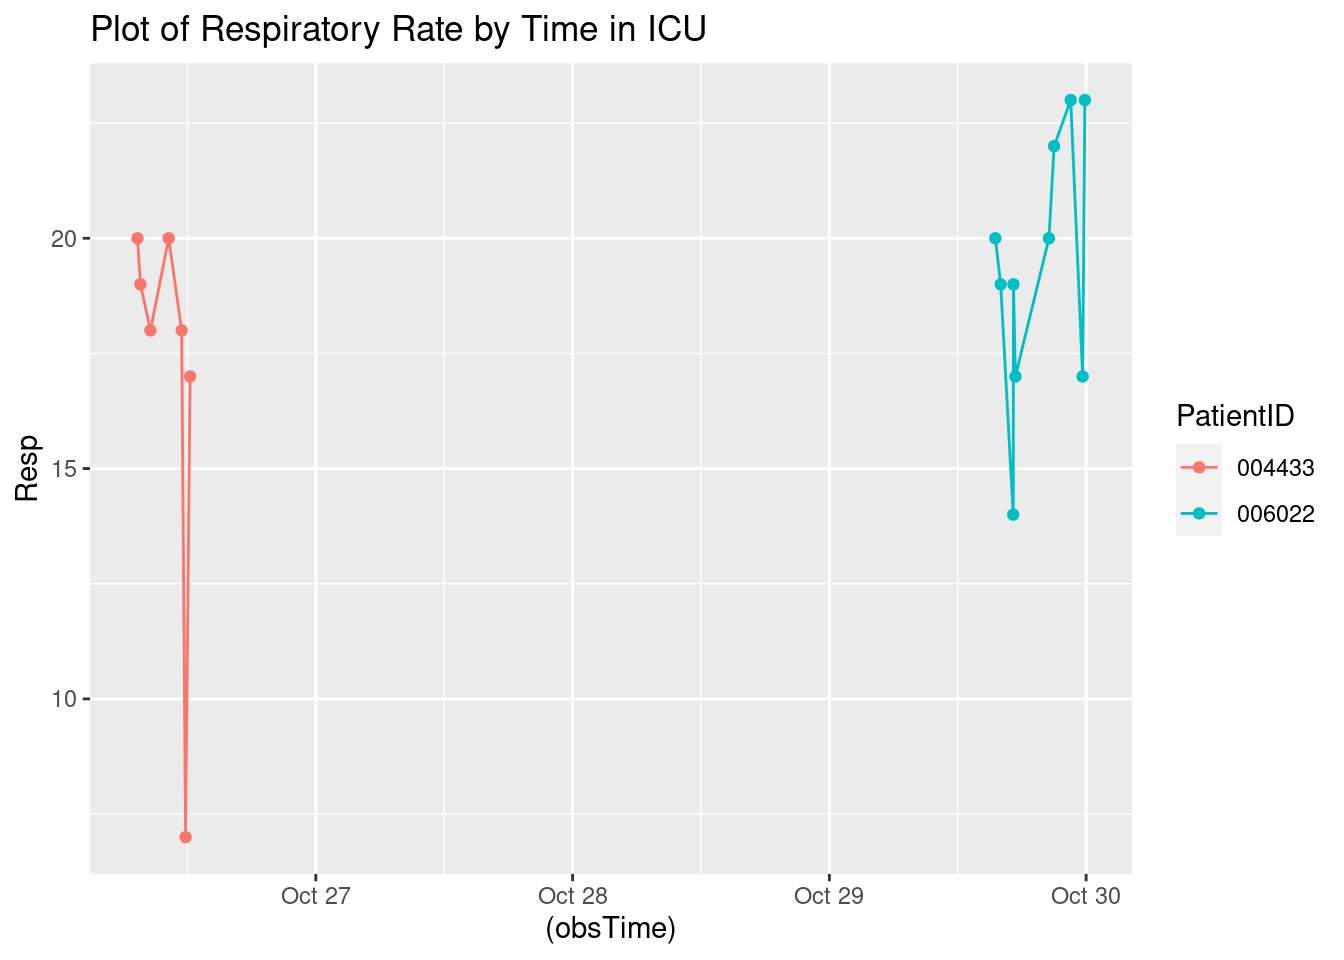 Plot of Respiratory Rate by Time in ICU
20
15
10
Resp
Oct 27
Oct 28
Oct 29
Oct 30
(obsTime)
PatientID
004433
006022